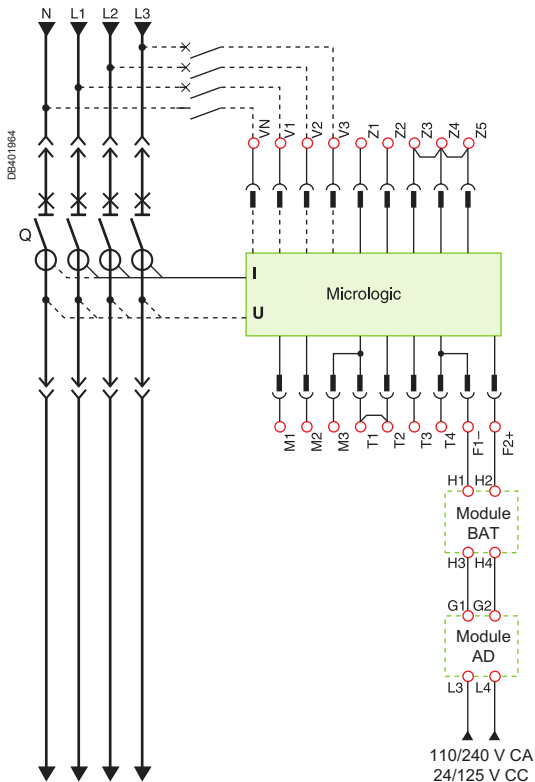 N L1 L2 L3
DB401964
VN V1 V2 V3 Z1 Z2 Z3 Z4 Z5
Q
I
Micrologic
U
M1 M2 M3 T1 T2 T3 T4 F1– F2+
H1 H2
Module
BAT
H3 H4
G1 G2
Module
AD
L3 L4
110/240 V CA
24/125 V CC